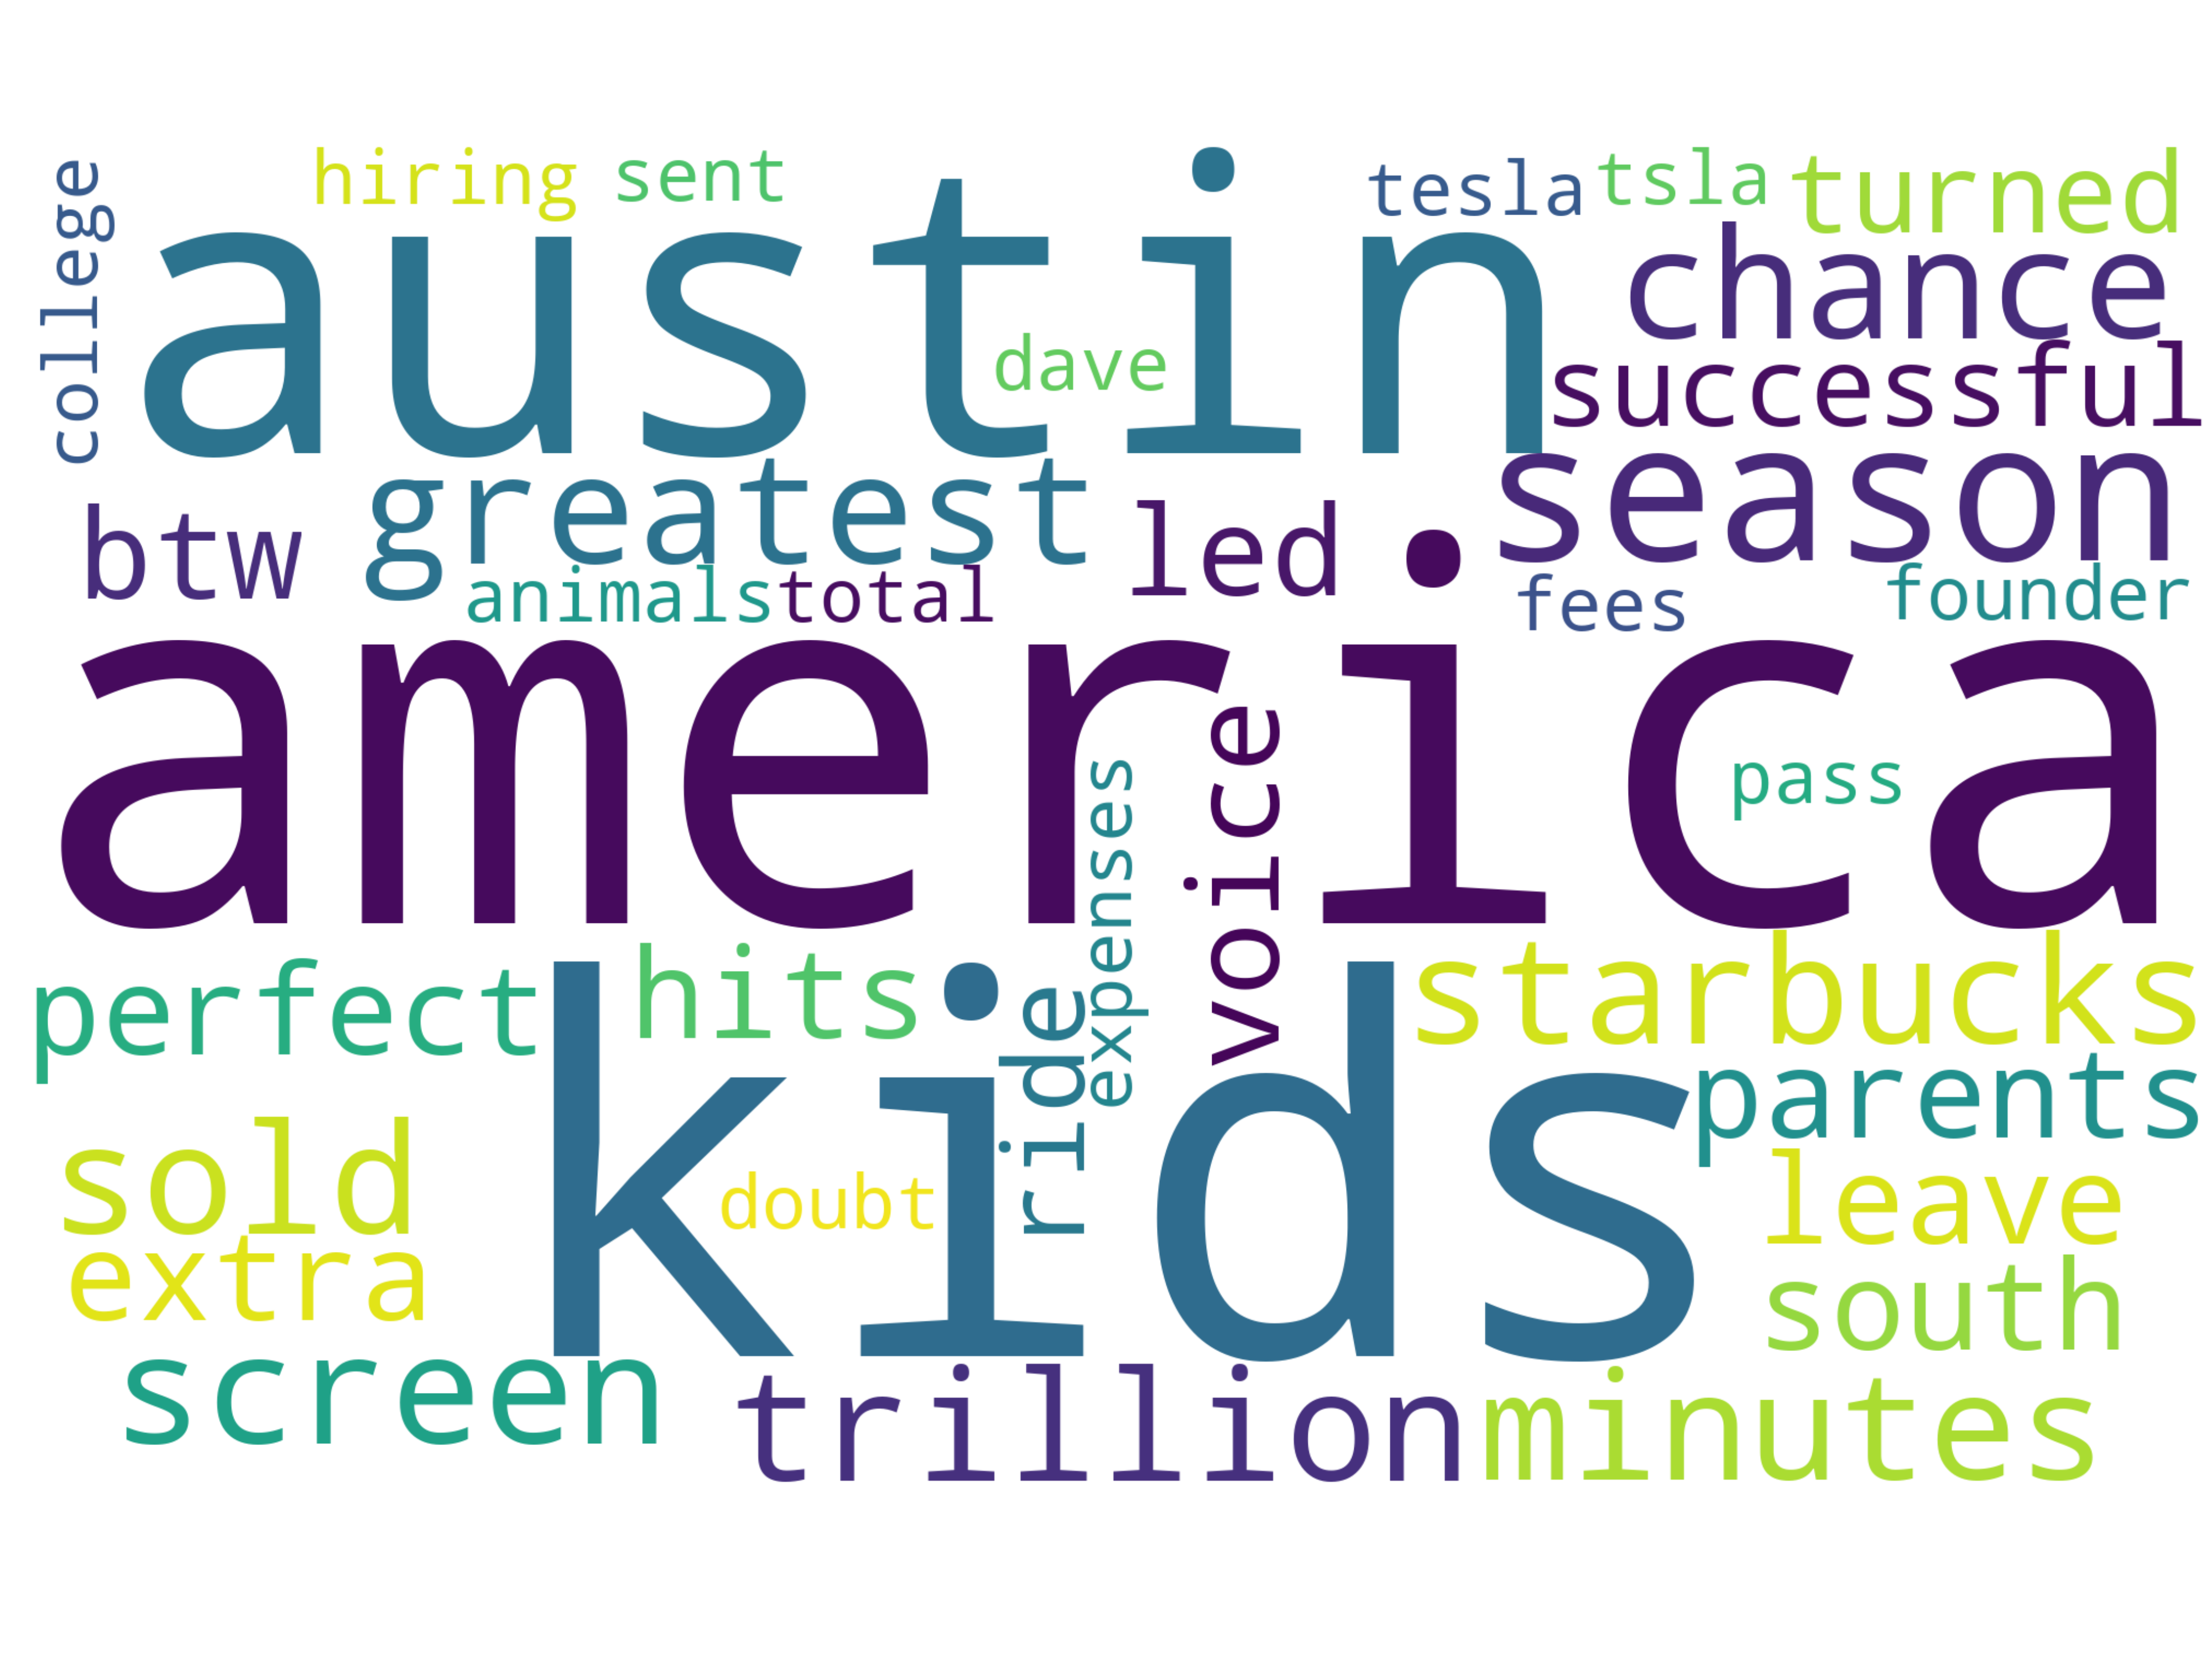 college
hiring
sent
tesla
tsla
turned
austin
chance
dave
successful
greatest
btw
led
season
animals
total
fees
founder
america
voice
expenses
pass
perfect
hits
ride
starbucks
kids
parents
sold
doubt
leave
extra
south
screen
trillion
minutes